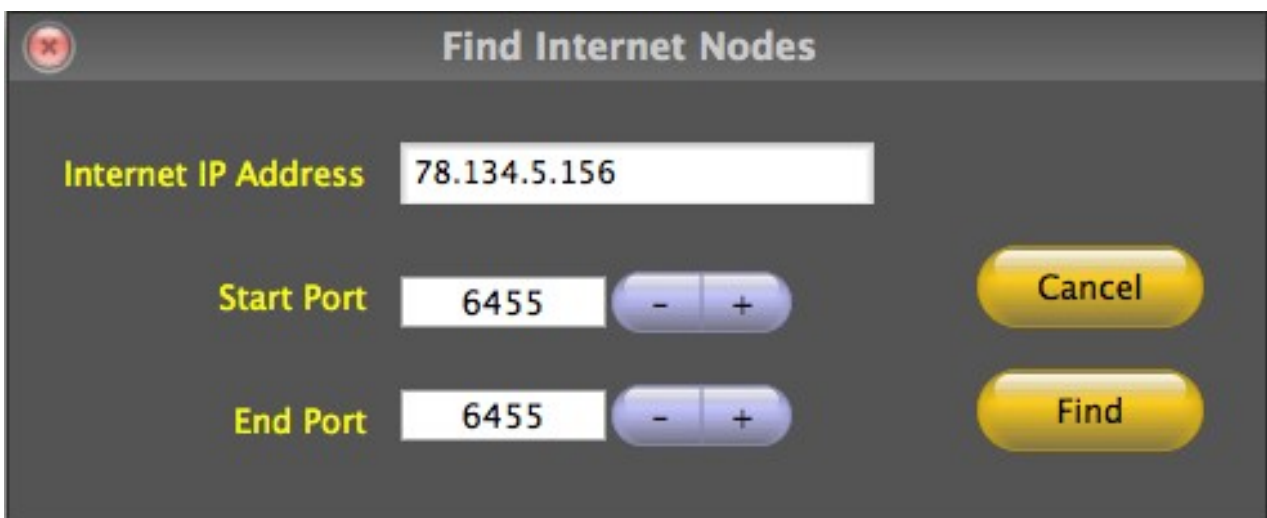 Find Internet Nodes
Internet IP Address 78.134.5.156
Start Port 6455 - +
Cancel
End Port 6455 - +
Find